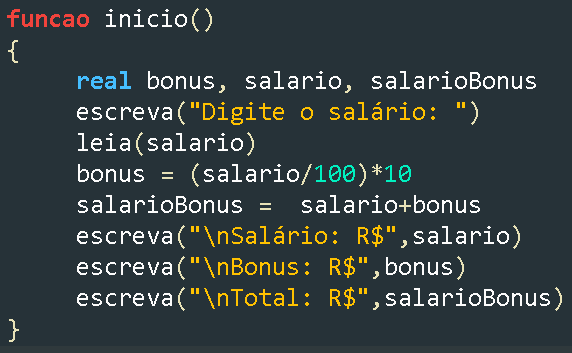 funcao inicio()
{
real bonus, salario, salarioBonus
escreva("Digite o salário: ")
leia(salario)
bonus = (salario/100)*10
salarioBonus =  salario+bonus
escreva("\nSalário: R$",salario)
escreva("\nBonus: R$",bonus)
escreva("\nTotal: R$",salarioBonus)
}